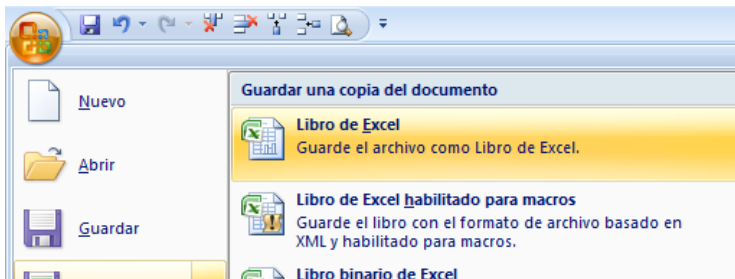 Guardar una copia del documento
Nuevo
Libro de Excel
Guarde el archivo como Libro de Excel.
Abrir
Libro de Excel habilitado para macros
Guarde el libro con el formato de archivo basado en
XML y habilitado para macros.
Guardar
Libro binario de Excel